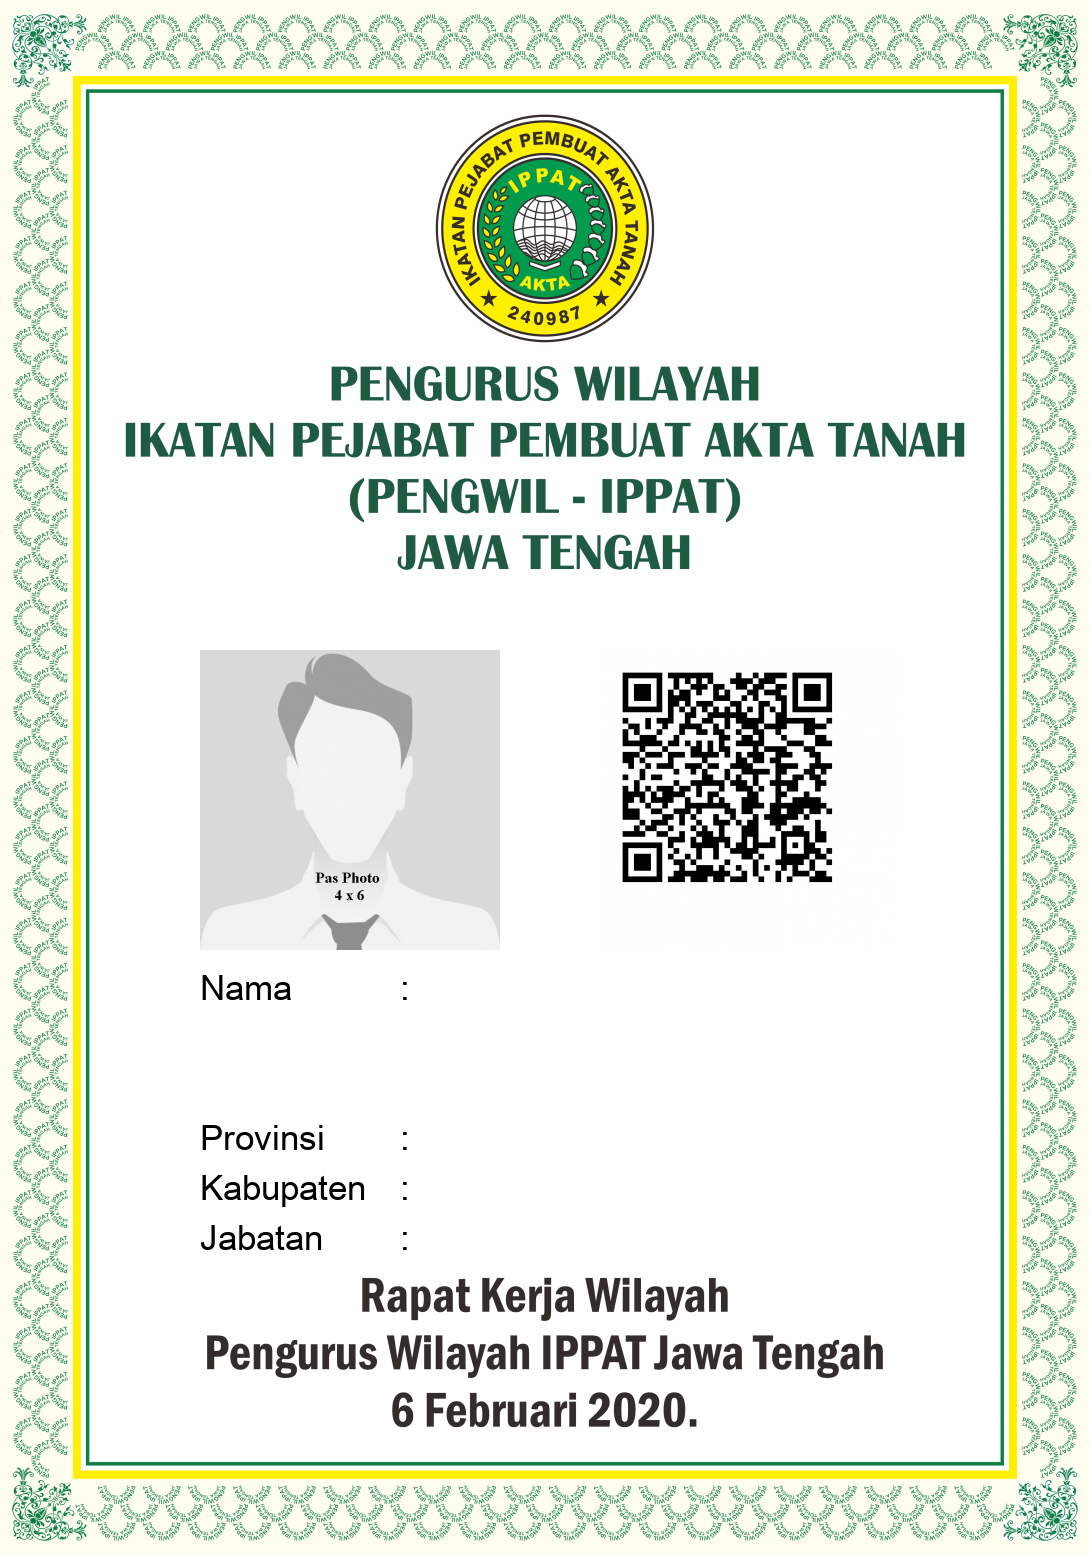 IKATAN PEJABAT PEMBUAT AKTA TANAH
IPPAT
AKTA
★ 240987 ★
PENGURUS WILAYAH
IKATAN PEJABAT PEMBUAT AKTA TANAH
(PENGWIL - IPPAT)
JAWA TENGAH
Pas Photo
4 x 6
Nama :
Provinsi :
Kabupaten :
Jabatan :
Rapat Kerja Wilayah
Pengurus Wilayah IPPAT Jawa Tengah
6 Februari 2020.